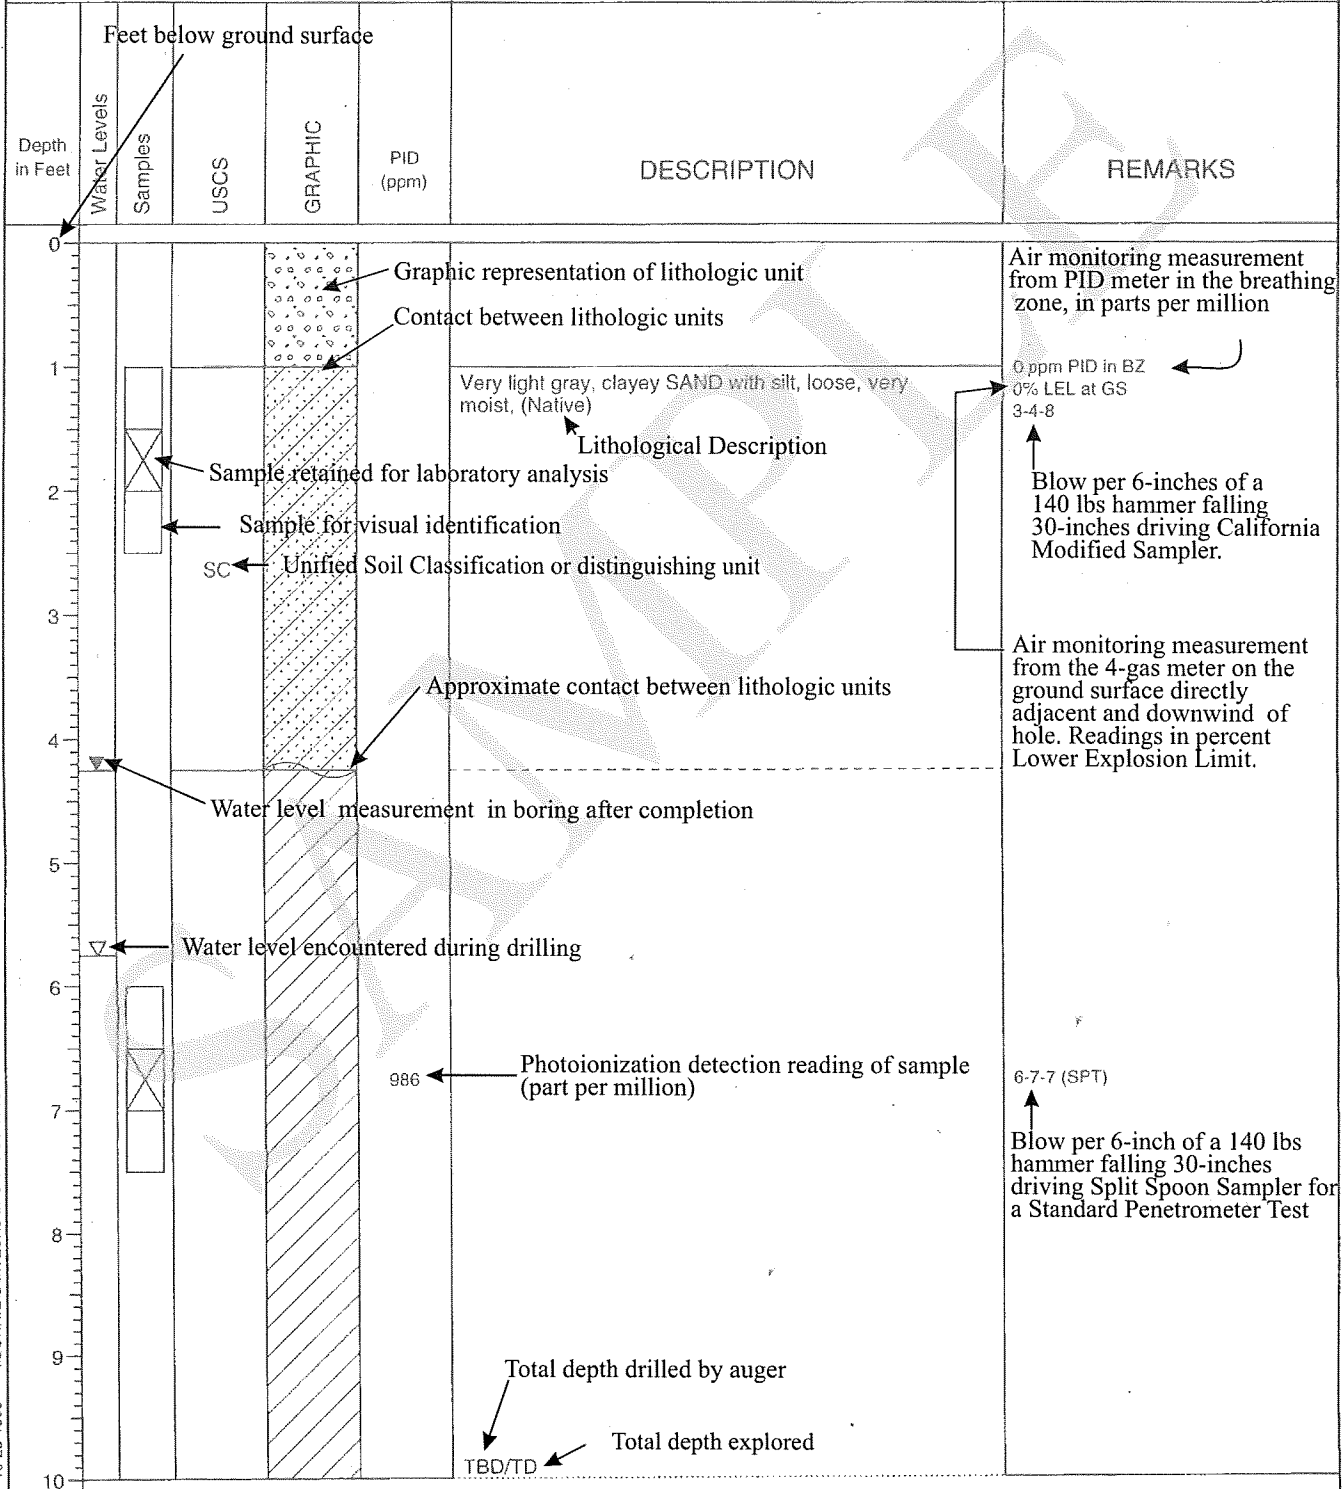 Feet below ground surface
Depth
in Feet
Water Levels
Samples
USCS
GRAPHIC
PID
(ppm)
DESCRIPTION
REMARKS
0
Graphic representation of lithologic unit
Air monitoring measurement
from PID meter in the breathing
zone, in parts per million
Contact between lithologic units
1
0 ppm PID in BZ
0% LEL at GS
3-4-8
Very light gray, clayey SAND with silt, loose, very
moist, (Native)
Lithological Description
Sample retained for laboratory analysis
2
Blow per 6-inches of a
140 lbs hammer falling
30-inches driving California
Modified Sampler.
Sample for visual identification
SC
Unified Soil Classification or distinguishing unit
3
Air monitoring measurement
from the 4-gas meter on the
ground surface directly
adjacent and downwind of
hole. Readings in percent
Lower Explosion Limit.
Approximate contact between lithologic units
4
Water level measurement in boring after completion
5
Water level encountered during drilling
6
986
Photoionization detection reading of sample
(part per million)
6-7-7 (SPT)
7
Blow per 6-inch of a 140 lbs
hammer falling 30-inches
driving Split Spoon Sampler for
a Standard Penetrometer Test
8
9
Total depth drilled by auger
Total depth explored
TBD/TD
10
SAMPLE